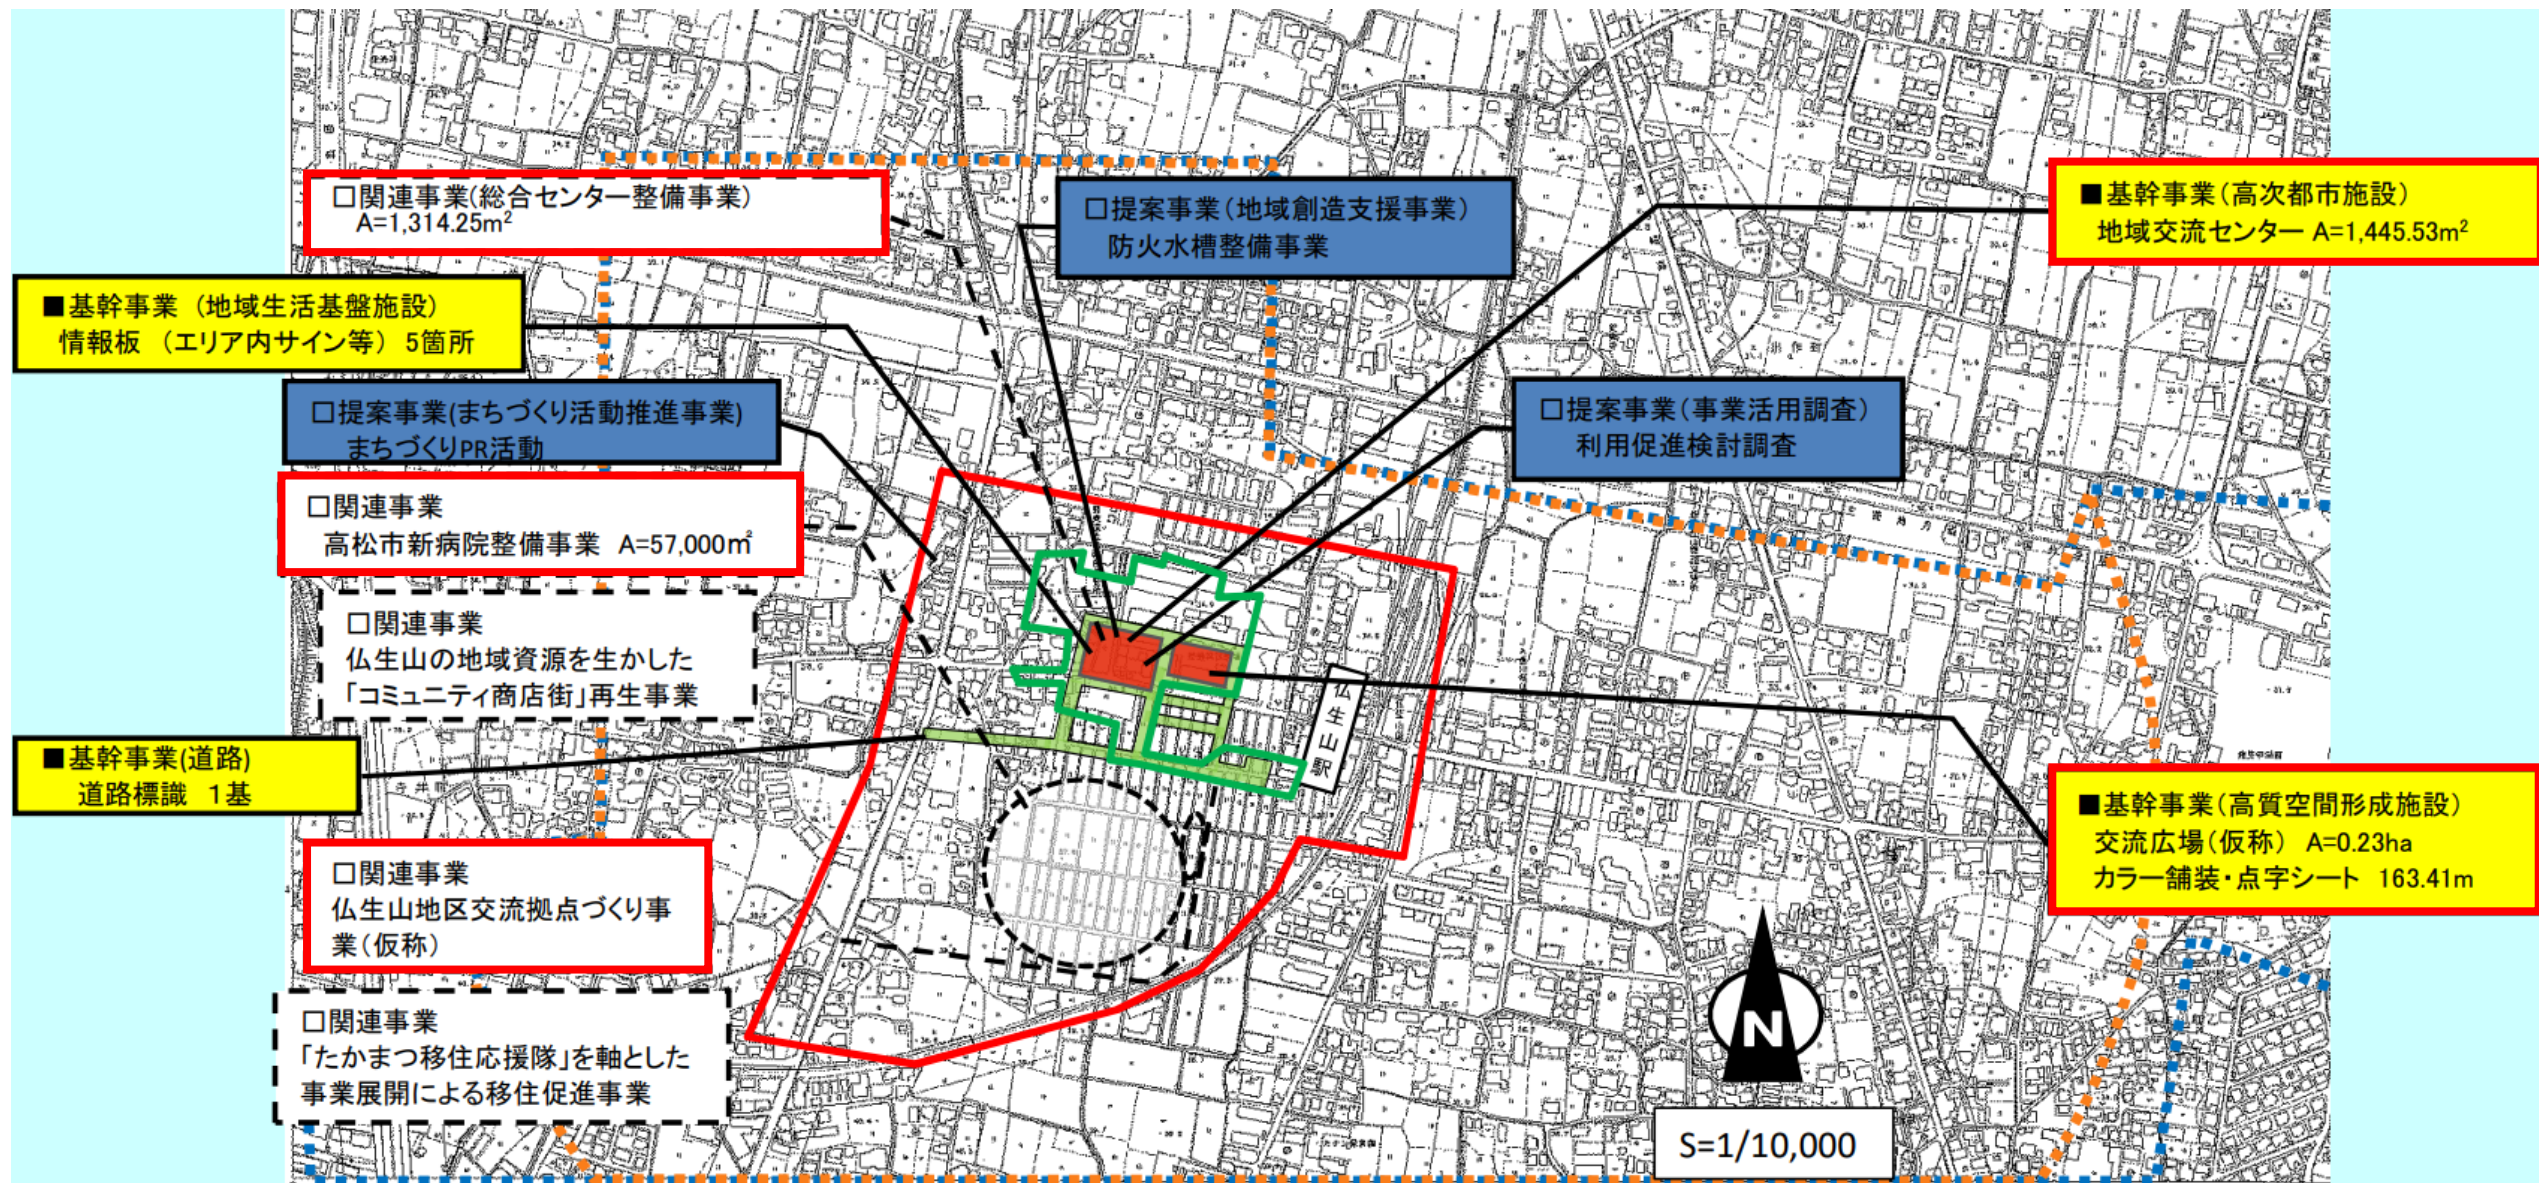 □関連事業(総合センター整備事業)
A=1,314.25m²
□提案事業(地域創造支援事業)
防火水槽整備事業
■基幹事業(高次都市施設)
地域交流センター A=1,445.53m²
■基幹事業 (地域生活基盤施設)
情報板 (エリア内サイン等) 5箇所
□提案事業(まちづくり活動推進事業)
まちづくりPR活動
□提案事業(事業活用調査)
利用促進検討調査
□関連事業
高松市新病院整備事業 A=57,000㎡
□関連事業
仏生山の地域資源を生かした
「コミュニティ商店街」再生事業
仏生山駅
■基幹事業(道路)
道路標識 1基
■基幹事業(高質空間形成施設)
交流広場(仮称) A=0.23ha
カラー舗装・点字シート 163.41m
□関連事業
仏生山地区交流拠点づくり事
業(仮称)
□関連事業
「たかまつ移住応援隊」を軸とした
事業展開による移住促進事業
N
S=1/10,000